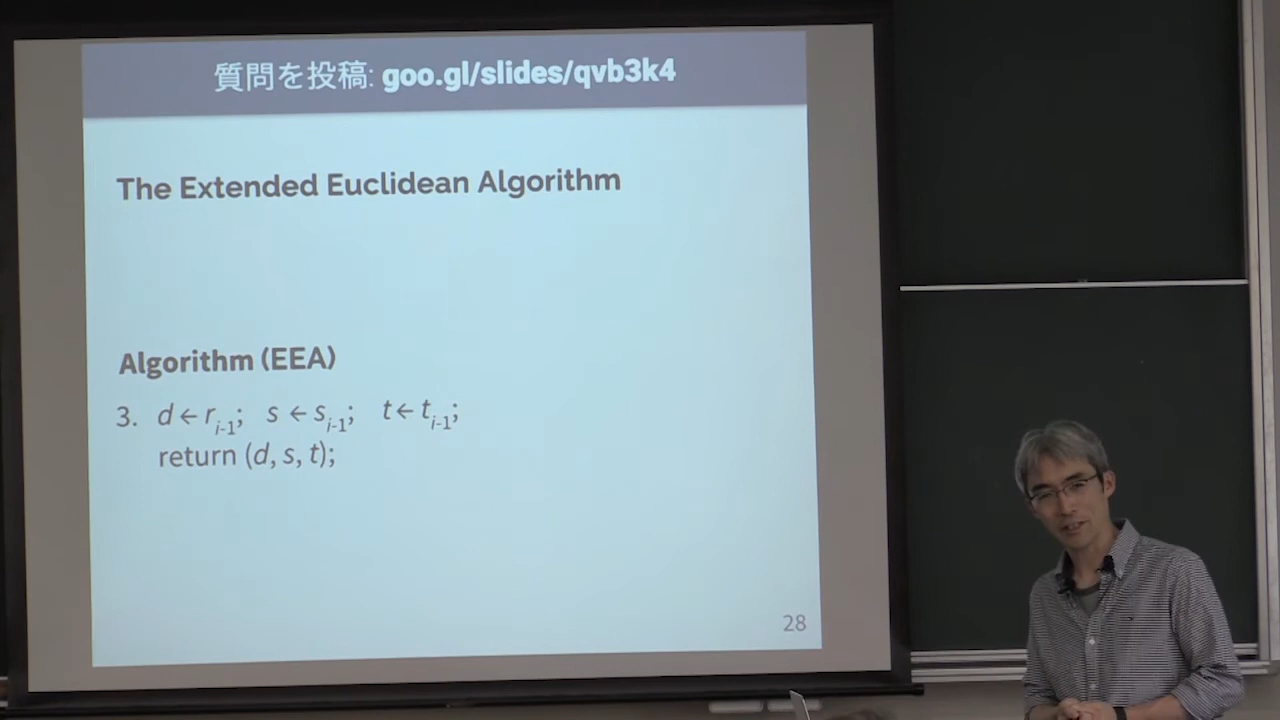 質問を投稿: goo.gl/slides/qvb3k4
The Extended Euclidean Algorithm
Algorithm (EEA)
3. d ← r_{i-1}; s ← s_{i-1}; t ← t_{i-1};
return (d, s, t);
28